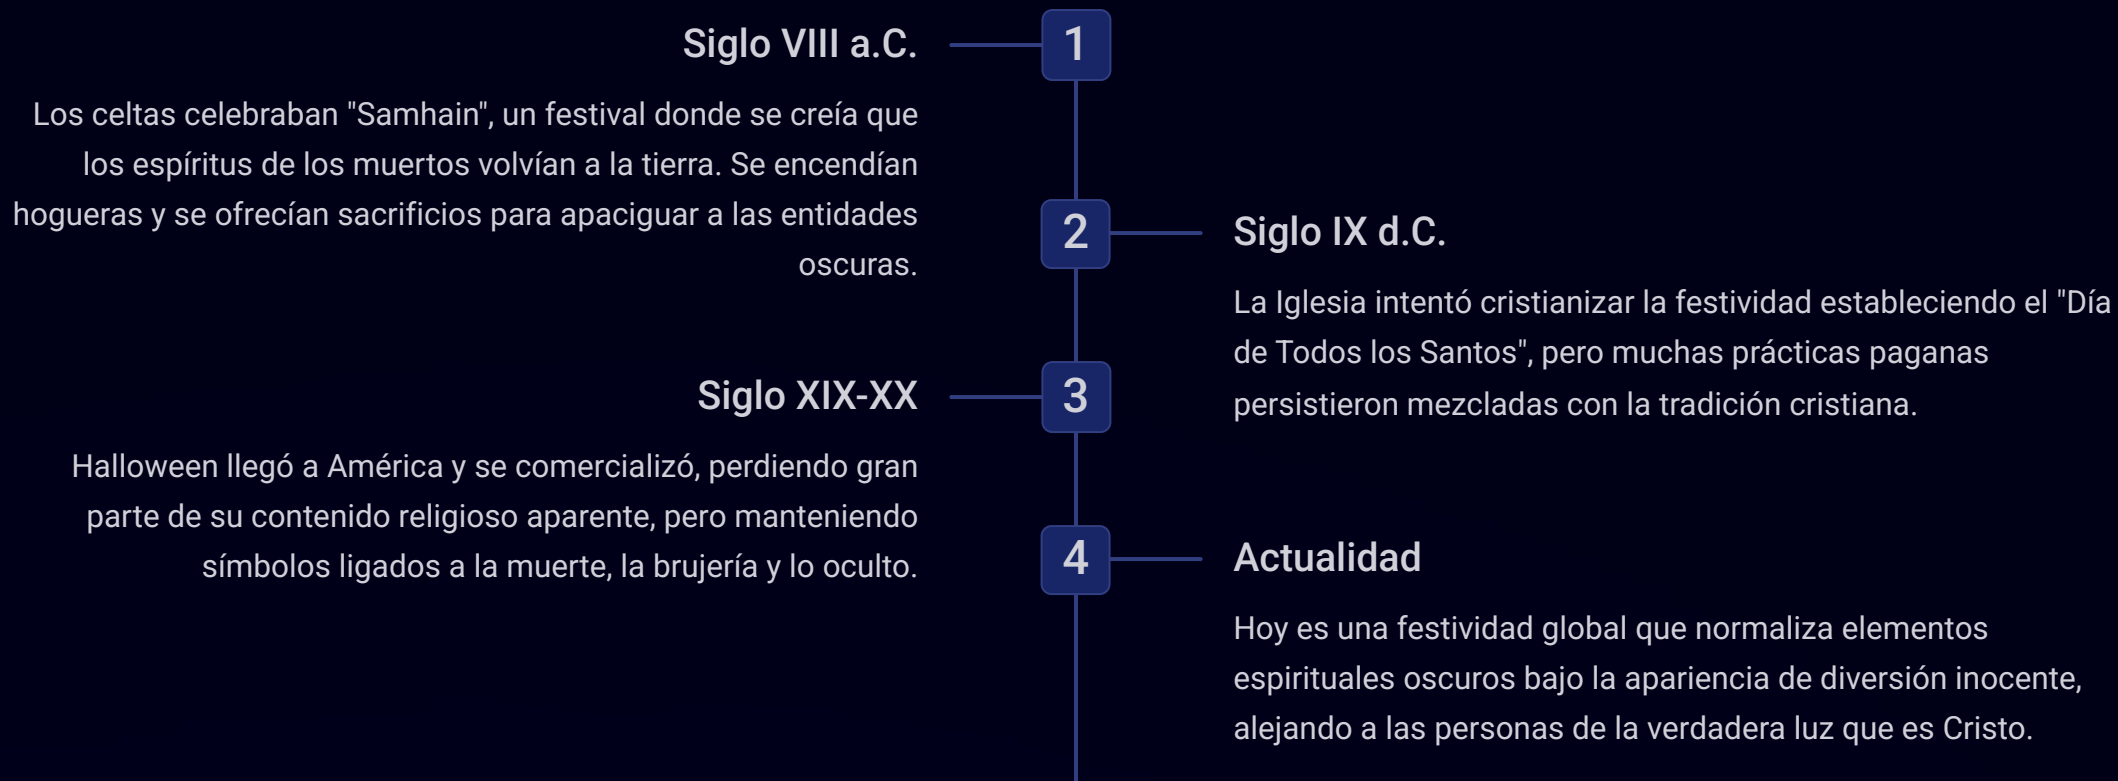 1
Siglo VIII a.C.
Los celtas celebraban "Samhain", un festival donde se creía que
los espíritus de los muertos volvían a la tierra. Se encendían
hogueras y se ofrecían sacrificios para apaciguar a las entidades
oscuras.
2
Siglo IX d.C.
La Iglesia intentó cristianizar la festividad estableciendo el "Día
de Todos los Santos", pero muchas prácticas paganas
persistieron mezcladas con la tradición cristiana.
3
Siglo XIX-XX
Halloween llegó a América y se comercializó, perdiendo gran
parte de su contenido religioso aparente, pero manteniendo
símbolos ligados a la muerte, la brujería y lo oculto.
4
Actualidad
Hoy es una festividad global que normaliza elementos
espirituales oscuros bajo la apariencia de diversión inocente,
alejando a las personas de la verdadera luz que es Cristo.